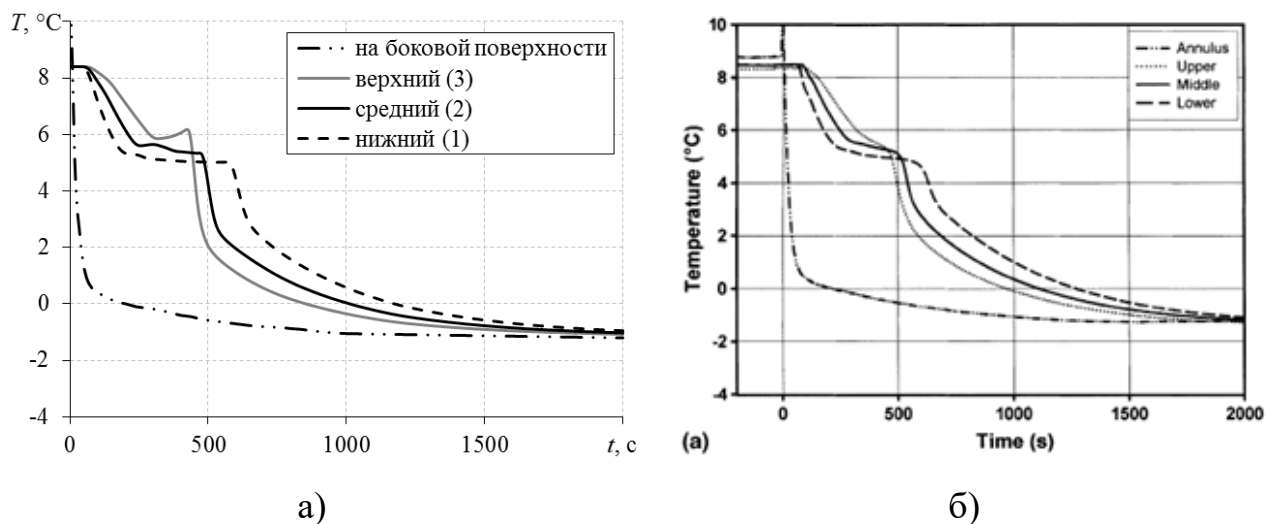 T, °C
8
6
4
2
0
-2
-4
0
500
1000
1500
t, с
на боковой поверхности
верхний (3)
средний (2)
нижний (1)
а)
Temperature (°C)
10
8
6
4
2
0
-2
-4
0
500
1000
1500
2000
Annulus
Upper
Middle
Lower
(a)
Time (s)
б)